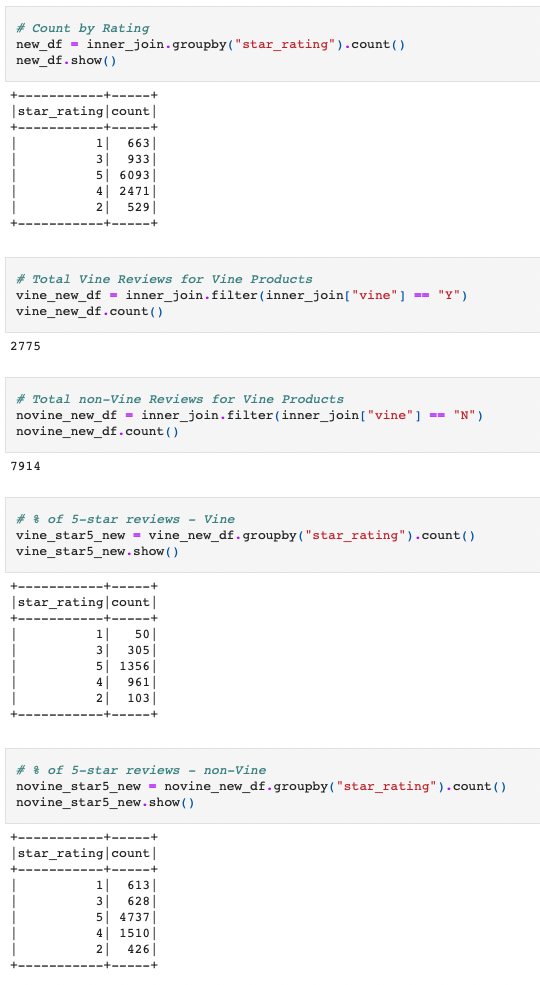 # Count by Rating
new_df = inner_join.groupby("star_rating").count()
new_df.show()
+-----------+-----+
|star_rating|count|
+-----------+-----+
|          1|  663|
|          3|  933|
|          5| 6093|
|          4| 2471|
|          2|  529|
+-----------+-----+
# Total Vine Reviews for Vine Products
vine_new_df = inner_join.filter(inner_join["vine"] == "Y")
vine_new_df.count()
2775
# Total non-Vine Reviews for Vine Products
novine_new_df = inner_join.filter(inner_join["vine"] == "N")
novine_new_df.count()
7914
# % of 5-star reviews - Vine
vine_star5_new = vine_new_df.groupby("star_rating").count()
vine_star5_new.show()
+-----------+-----+
|star_rating|count|
+-----------+-----+
|          1|   50|
|          3|  305|
|          5| 1356|
|          4|  961|
|          2|  103|
+-----------+-----+
# % of 5-star reviews - non-Vine
novine_star5_new = novine_new_df.groupby("star_rating").count()
novine_star5_new.show()
+-----------+-----+
|star_rating|count|
+-----------+-----+
|          1|  613|
|          3|  628|
|          5| 4737|
|          4| 1510|
|          2|  426|
+-----------+-----+